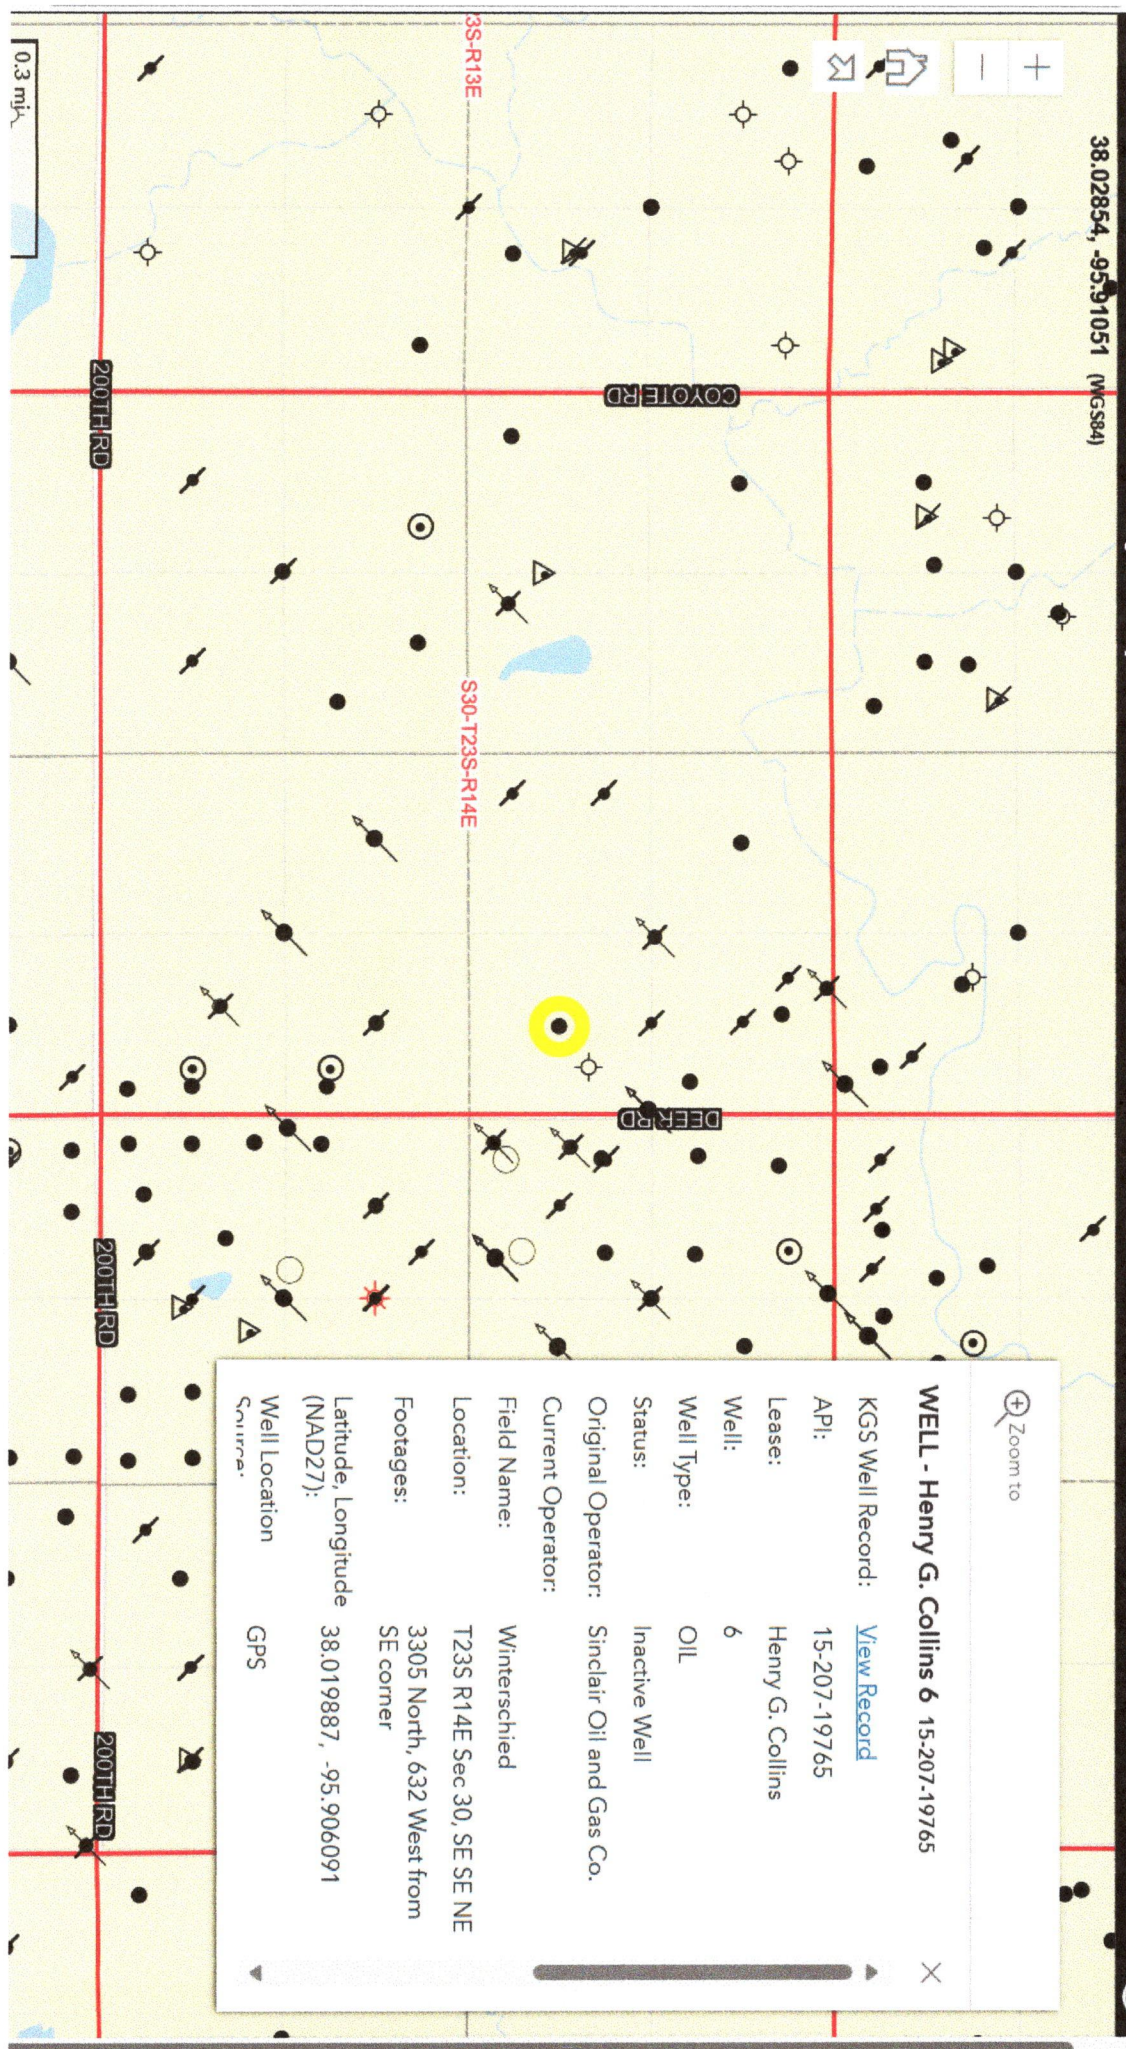 38.02854, -95.91051 (WGS84)
+
−
3S-R13E
0.3 mi
COYOTE RD
200TH RD
S30-T23S-R14E
DEER RD
200TH RD
200TH RD
Zoom to
WELL - Henry G. Collins 6 15-207-19765
KGS Well Record: View Record
API: 15-207-19765
Lease: Henry G. Collins
Well: 6
Well Type: OIL
Status: Inactive Well
Original Operator: Sinclair Oil and Gas Co.
Current Operator:
Field Name: Winterschied
Location: T23S R14E Sec 30, SE SE NE
Footages: 3305 North, 632 West from
SE corner
Latitude, Longitude 38.019887, -95.906091
(NAD27):
Well Location GPS
Source: